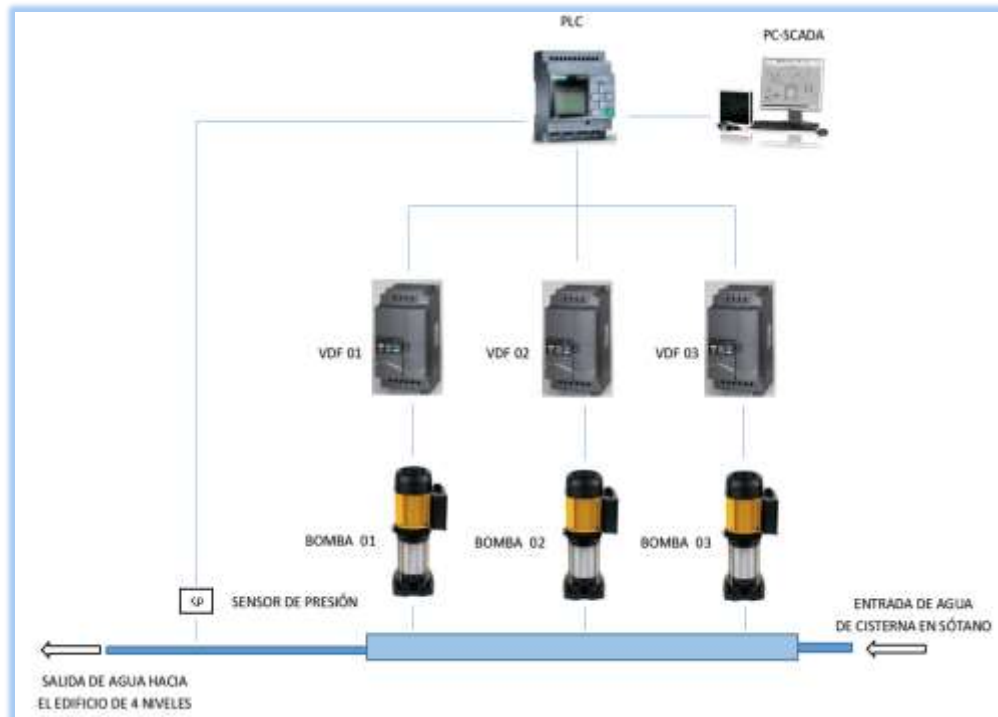 PLC
PC-SCADA
VDF 01
VDF 02
VDF 03
BOMBA 01
BOMBA 02
BOMBA 03
SENSOR DE PRESIÓN
ENTRADA DE AGUA
DE CISTERNA EN SÓTANO
SALIDA DE AGUA HACIA
EL EDIFICIO DE 4 NIVELES